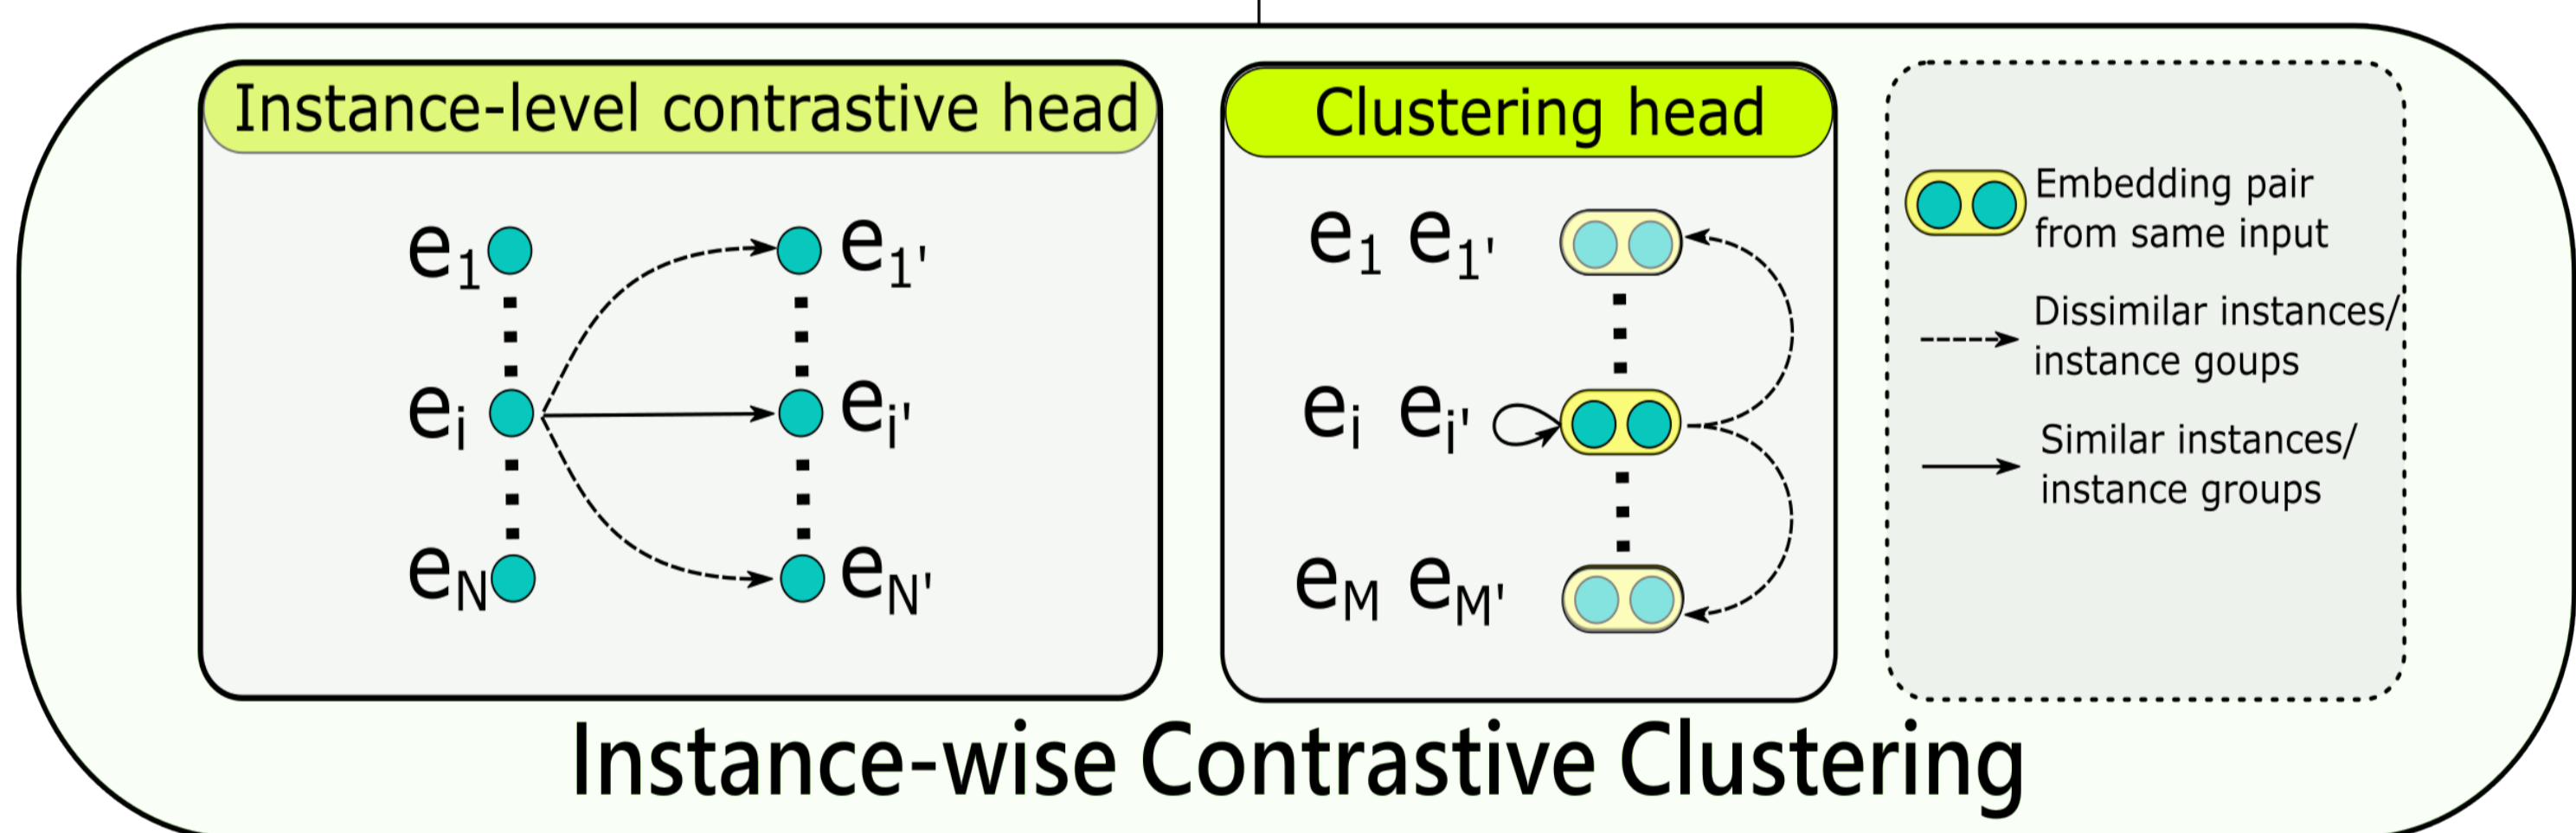 Instance-level contrastive head
e1 e1'
ei ei'
eN eN'
Clustering head
e1 e1'
ei ei'
eM eM'
Embedding pair
from same input
Dissimilar instances/
instance goups
Similar instances/
instance groups
Instance-wise Contrastive Clustering